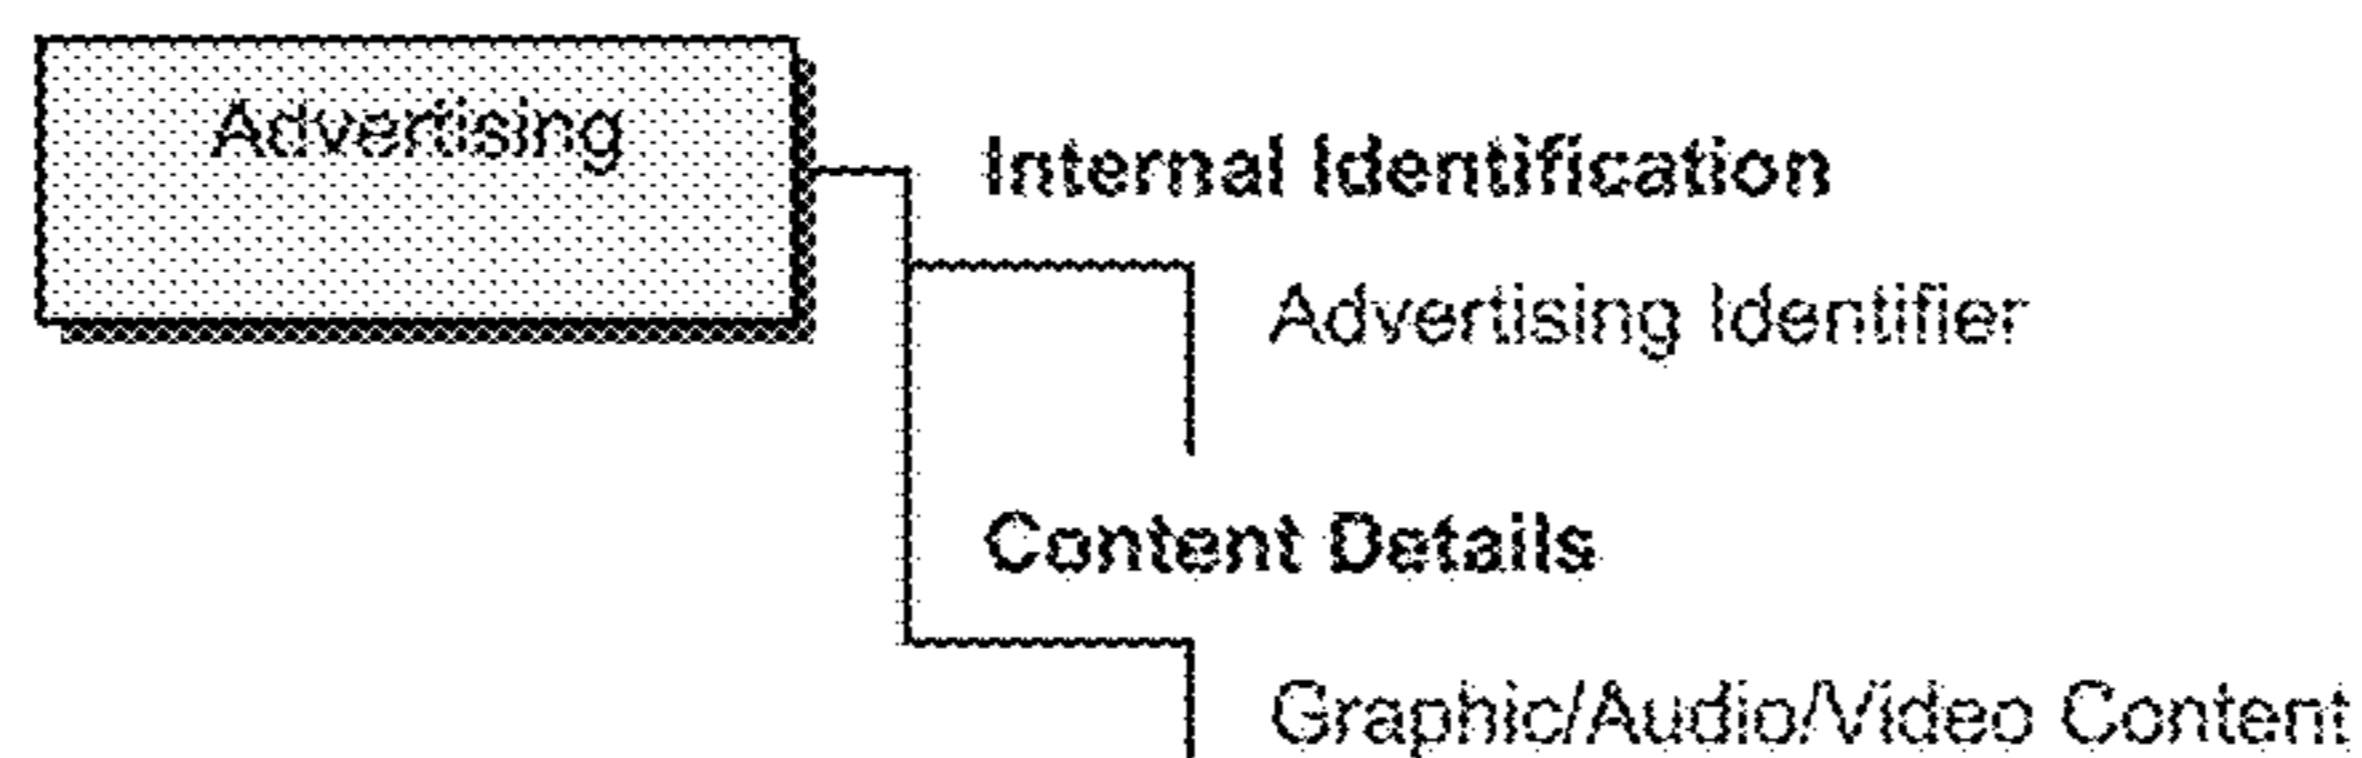 Advertising
Internal Identification
Advertising Identifier
Content Details
Graphic/Audio/Video Content